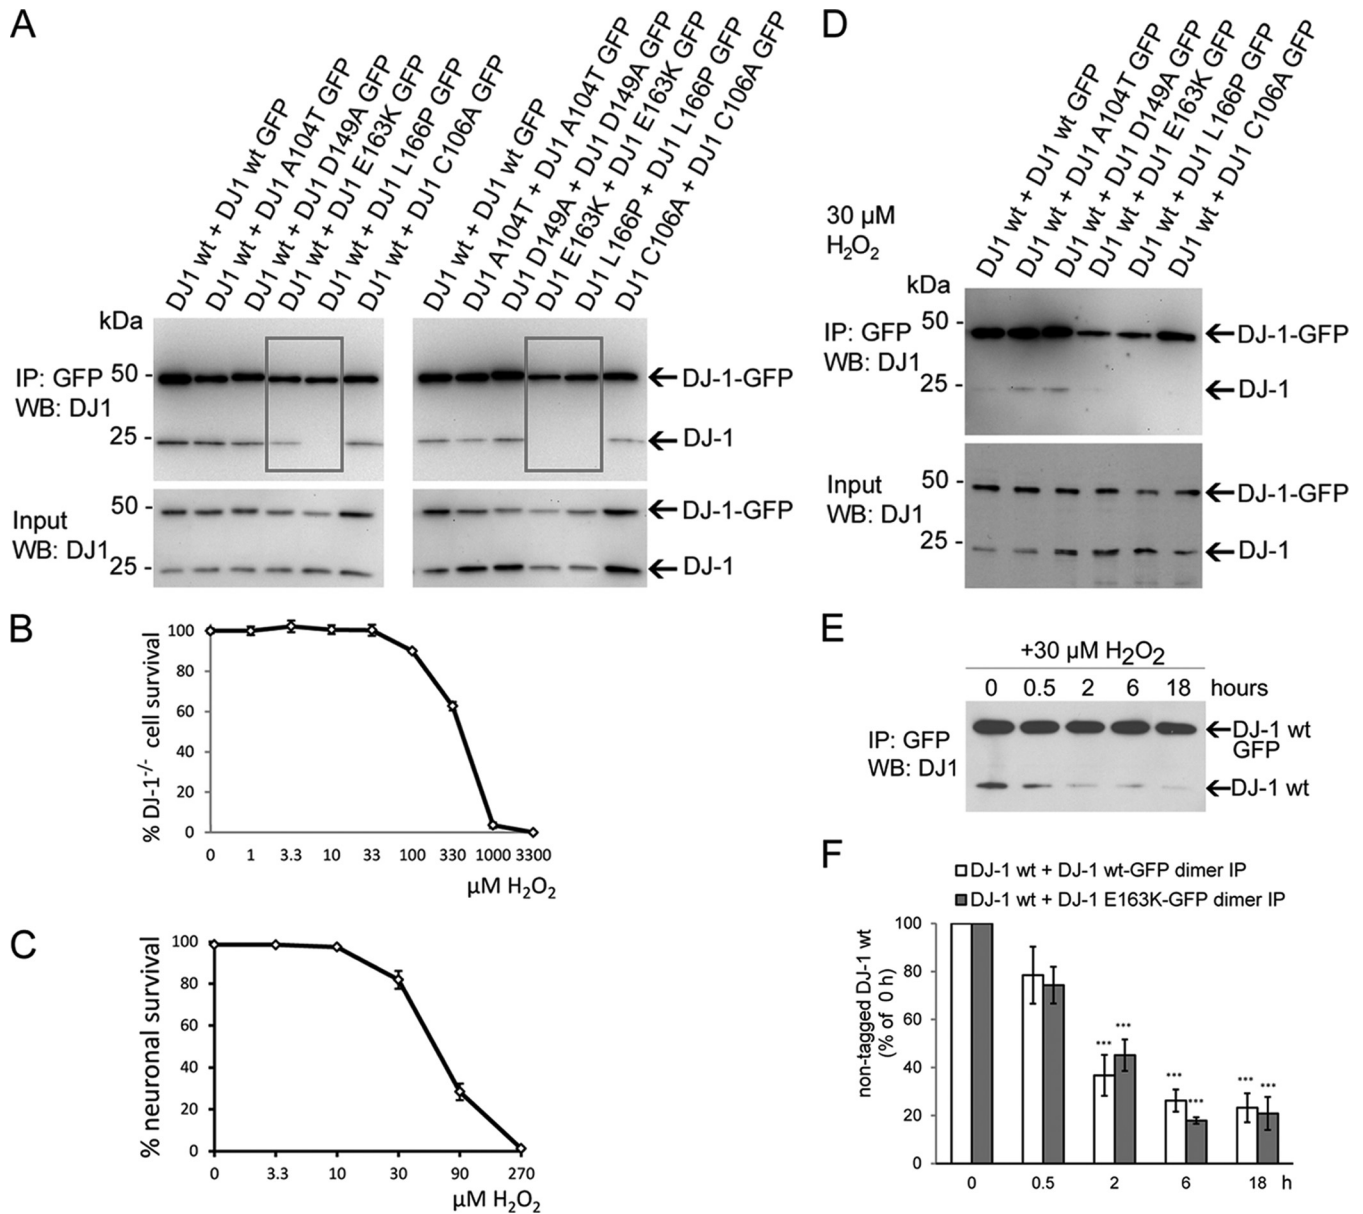 A
DJ1 wt + DJ1 wt GFP
DJ1 wt + DJ1 A104T GFP
DJ1 wt + DJ1 D149A GFP
DJ1 wt + DJ1 E163K GFP
DJ1 wt + DJ1 L166P GFP
DJ1 wt + DJ1 C106A GFP
DJ1 wt + DJ1 wt GFP
DJ1 A104T + DJ1 A104T GFP
DJ1 D149A + DJ1 D149A GFP
DJ1 E163K + DJ1 E163K GFP
DJ1 L166P + DJ1 L166P GFP
DJ1 C106A + DJ1 C106A GFP
kDa
IP: GFP
WB: DJ1
50 -
25 -
DJ-1-GFP
DJ-1
Input
WB: DJ1
50 -
25 -
DJ-1-GFP
DJ-1
B
% DJ-1-/- cell survival
100
80
60
40
20
0
0 1 3.3 10 33 100 330 1000 3300
µM H2O2
C
% neuronal survival
100
80
60
40
20
0
0 3.3 10 30 90 270
µM H2O2
D
DJ1 wt + DJ1 wt GFP
DJ1 wt + DJ1 A104T GFP
DJ1 wt + DJ1 D149A GFP
DJ1 wt + DJ1 E163K GFP
DJ1 wt + DJ1 L166P GFP
DJ1 wt + DJ1 C106A GFP
30 µM
H2O2
kDa
IP: GFP
WB: DJ1
50 -
25 -
DJ-1-GFP
DJ-1
Input
WB: DJ1
50 -
25 -
DJ-1-GFP
DJ-1
E
+30 µM H2O2
0 0.5 2 6 18 hours
IP: GFP
WB: DJ1
DJ-1 wt
GFP
DJ-1 wt
F
DJ-1 wt + DJ-1 wt-GFP dimer IP
DJ-1 wt + DJ-1 E163K-GFP dimer IP
non-tagged DJ-1 wt
(% of 0 h)
100
80
60
40
20
0
*** ***
*** ***
*** ***
0 0.5 2 6 18 h